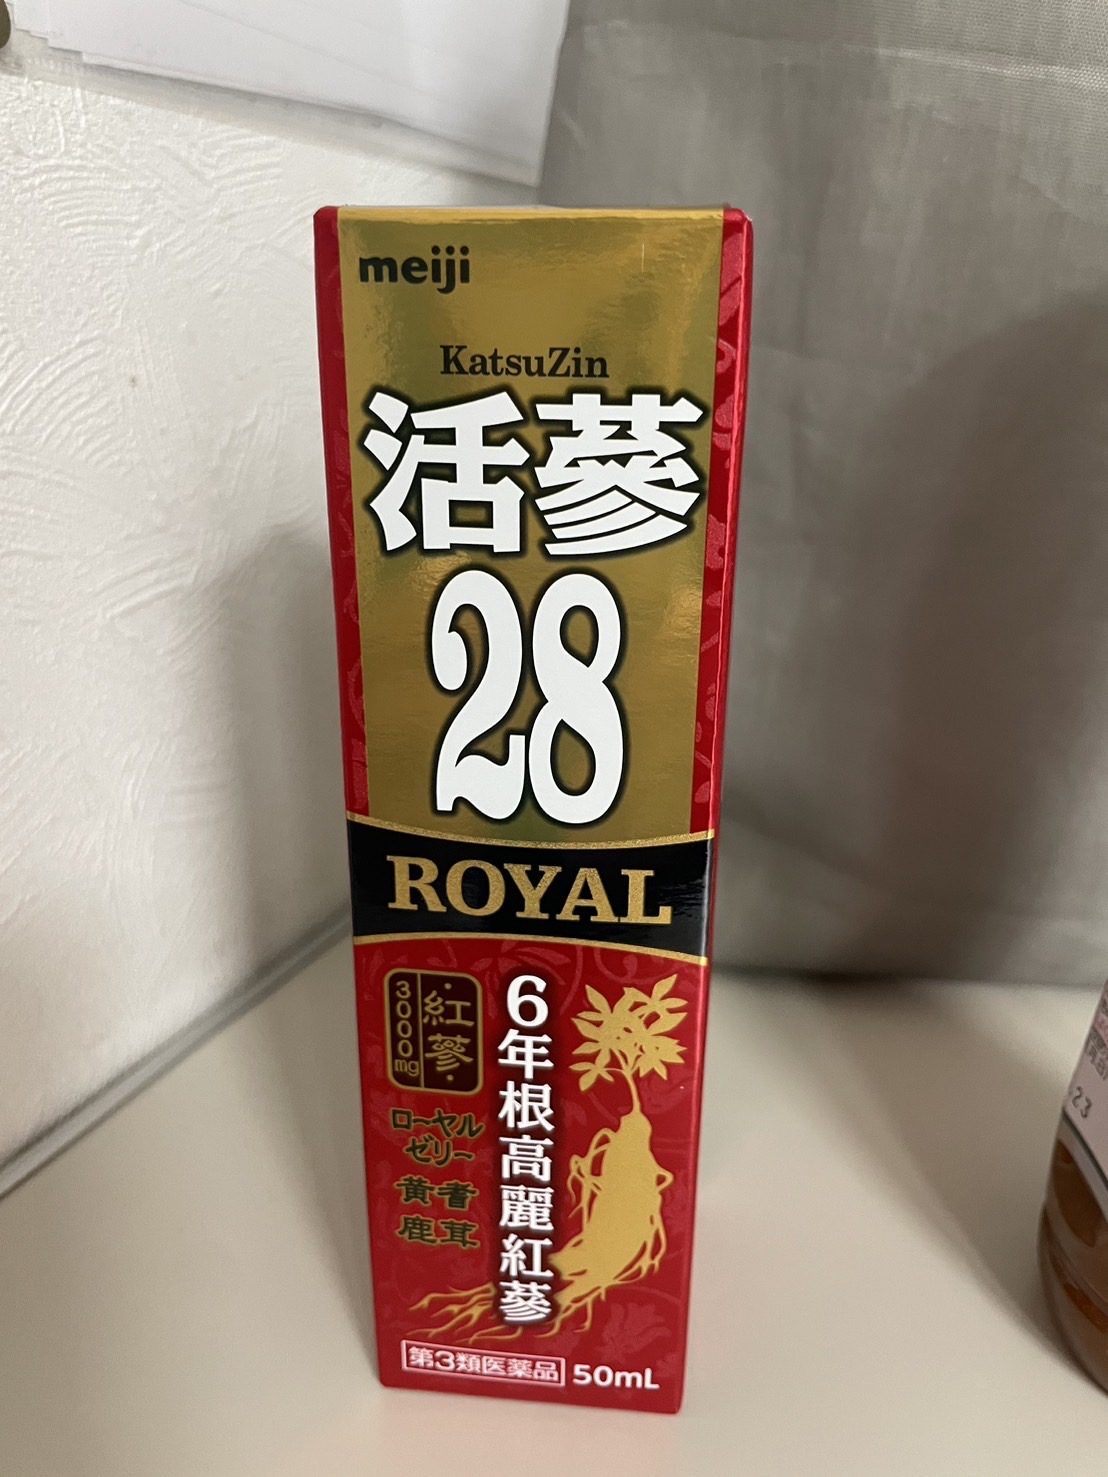 meiji
KatsuZin
活蔘
28
ROYAL
紅蔘
3000mg
6年根高麗紅蔘
ローヤル
ゼリー
黄耆
鹿茸
第3類医薬品 50mL
23